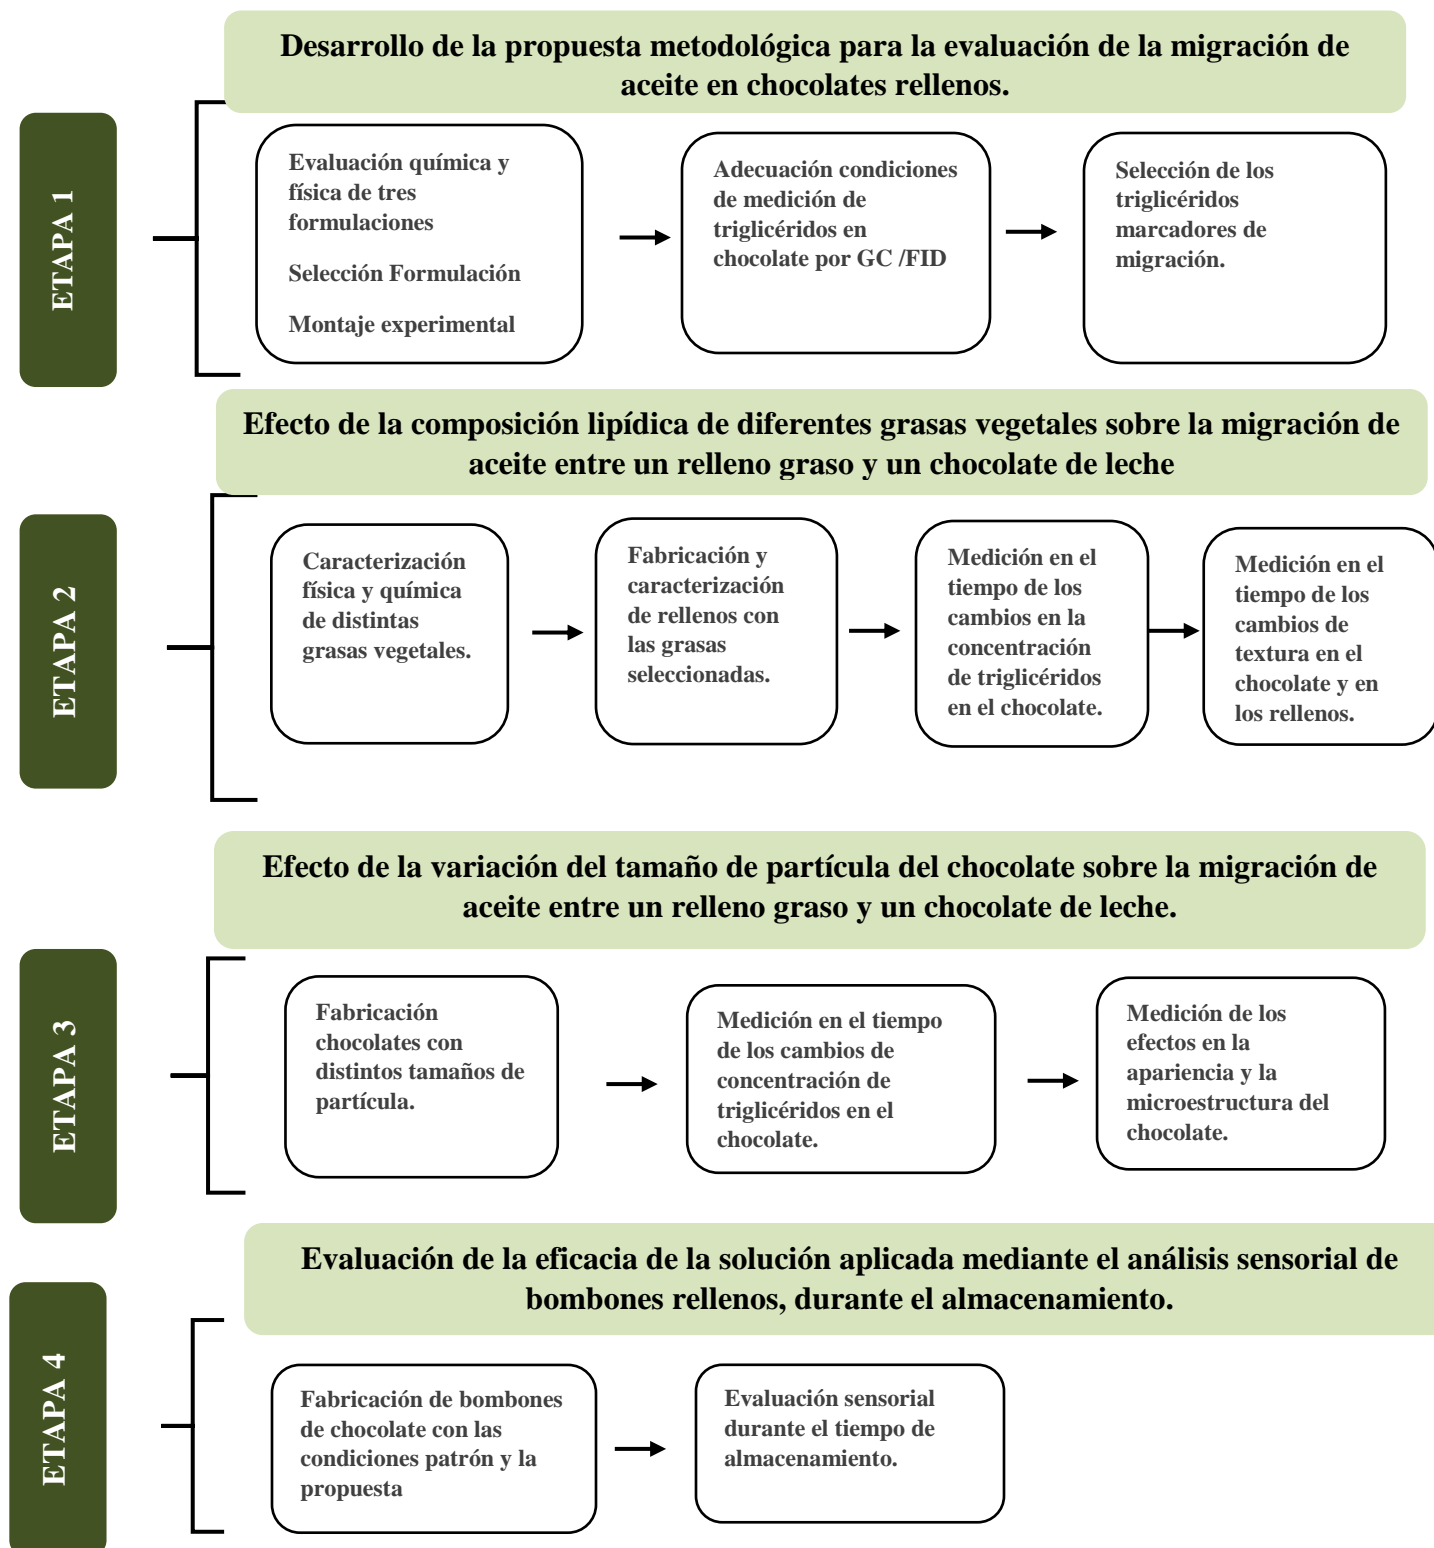 Desarrollo de la propuesta metodológica para la evaluación de la migración de
aceite en chocolates rellenos.
ETAPA 1
Evaluación química y
física de tres
formulaciones
Selección Formulación
Montaje experimental
Adecuación condiciones
de medición de
triglicéridos en
chocolate por GC /FID
Selección de los
triglicéridos
marcadores de
migración.
Efecto de la composición lipídica de diferentes grasas vegetales sobre la migración de
aceite entre un relleno graso y un chocolate de leche
ETAPA 2
Caracterización
física y química
de distintas
grasas vegetales.
Fabricación y
caracterización
de rellenos con
las grasas
seleccionadas.
Medición en el
tiempo de los
cambios en la
concentración
de triglicéridos
en el chocolate.
Medición en el
tiempo de los
cambios de
textura en el
chocolate y en
los rellenos.
Efecto de la variación del tamaño de partícula del chocolate sobre la migración de
aceite entre un relleno graso y un chocolate de leche.
ETAPA 3
Fabricación
chocolates con
distintos tamaños de
partícula.
Medición en el tiempo
de los cambios de
concentración de
triglicéridos en el
chocolate.
Medición de los
efectos en la
apariencia y la
microestructura del
chocolate.
Evaluación de la eficacia de la solución aplicada mediante el análisis sensorial de
bombones rellenos, durante el almacenamiento.
ETAPA 4
Fabricación de bombones
de chocolate con las
condiciones patrón y la
propuesta
Evaluación sensorial
durante el tiempo de
almacenamiento.